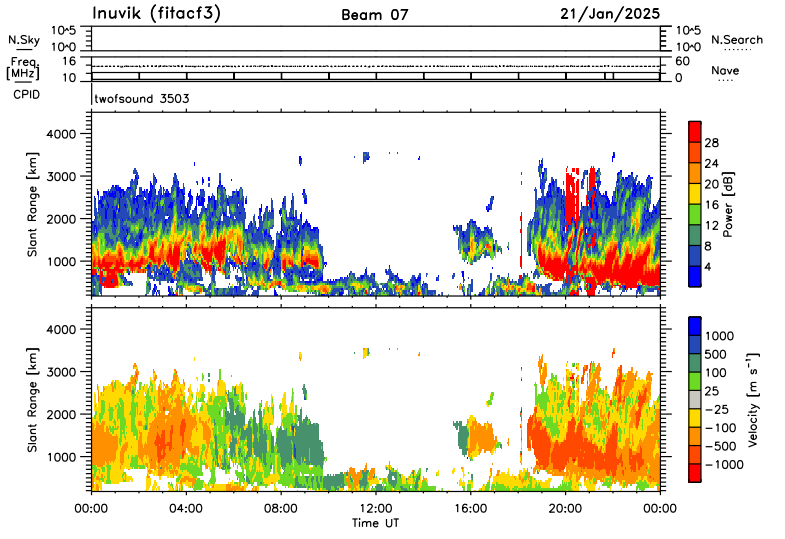 Inuvik (fitacf3) Beam 07 21/Jan/2025
10^5 10^5
N.Sky N.Search
10^0 10^0
16 60
Freq.
[MHz] Nave
10 0
CPID
twofsound 3503
4000
3000
2000
1000
Slant Range [km]
28
24
20
16
12
8
4
Power [dB]
4000
3000
2000
1000
Slant Range [km]
1000
500
100
25
-25
-100
-500
-1000
Velocity [m s⁻¹]
00:00 04:00 08:00 12:00 16:00 20:00 00:00
Time UT